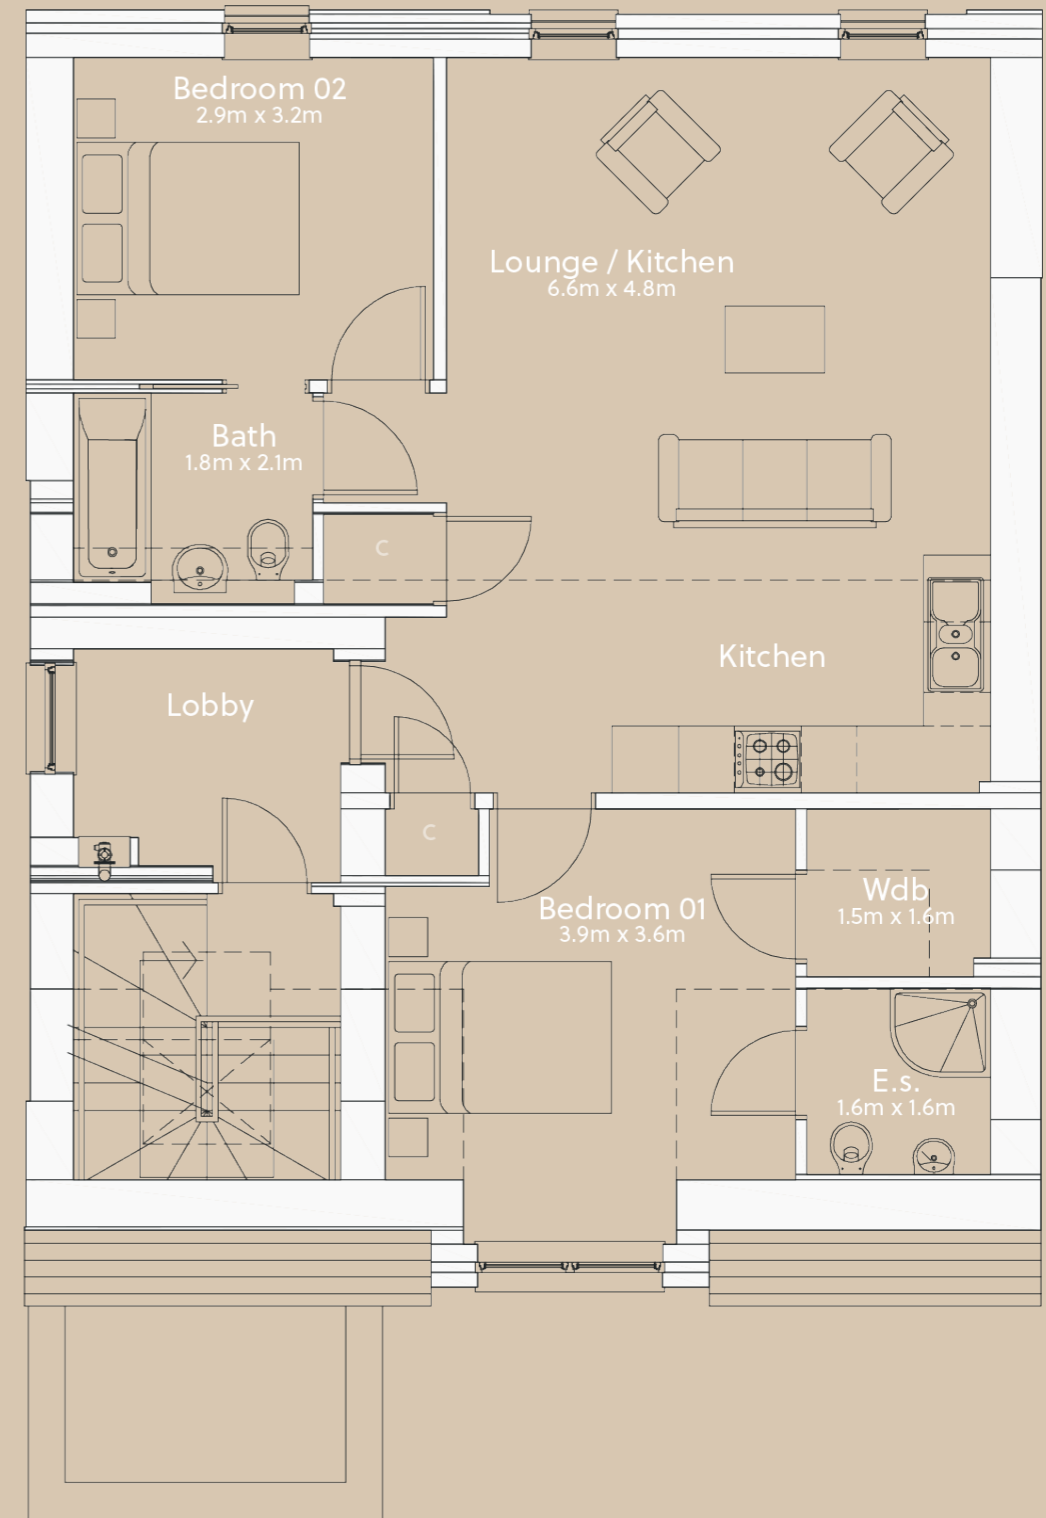 Bedroom 02
2.9m x 3.2m
Lounge / Kitchen
6.6m x 4.8m
Bath
1.8m x 2.1m
C
Kitchen
Lobby
C
Wdb
1.5m x 1.6m
Bedroom 01
3.9m x 3.6m
E.s.
1.6m x 1.6m